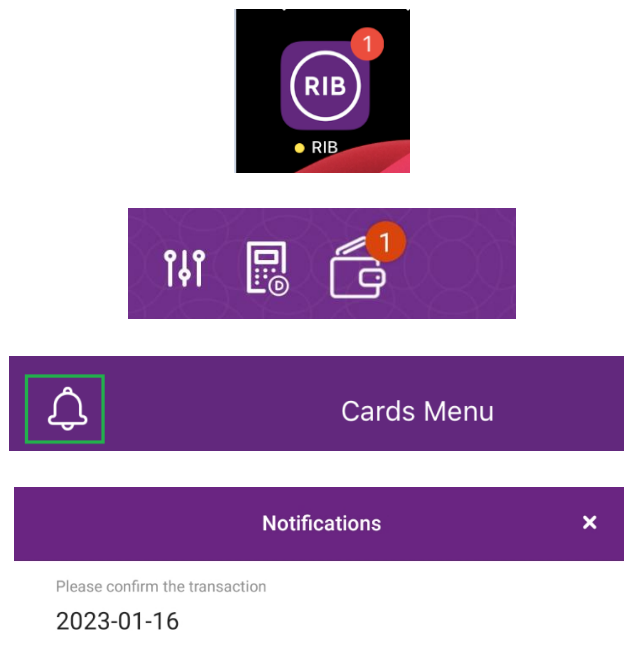 1
RIB
RIB
1
D
Cards Menu
Notifications ×
Please confirm the transaction
2023-01-16